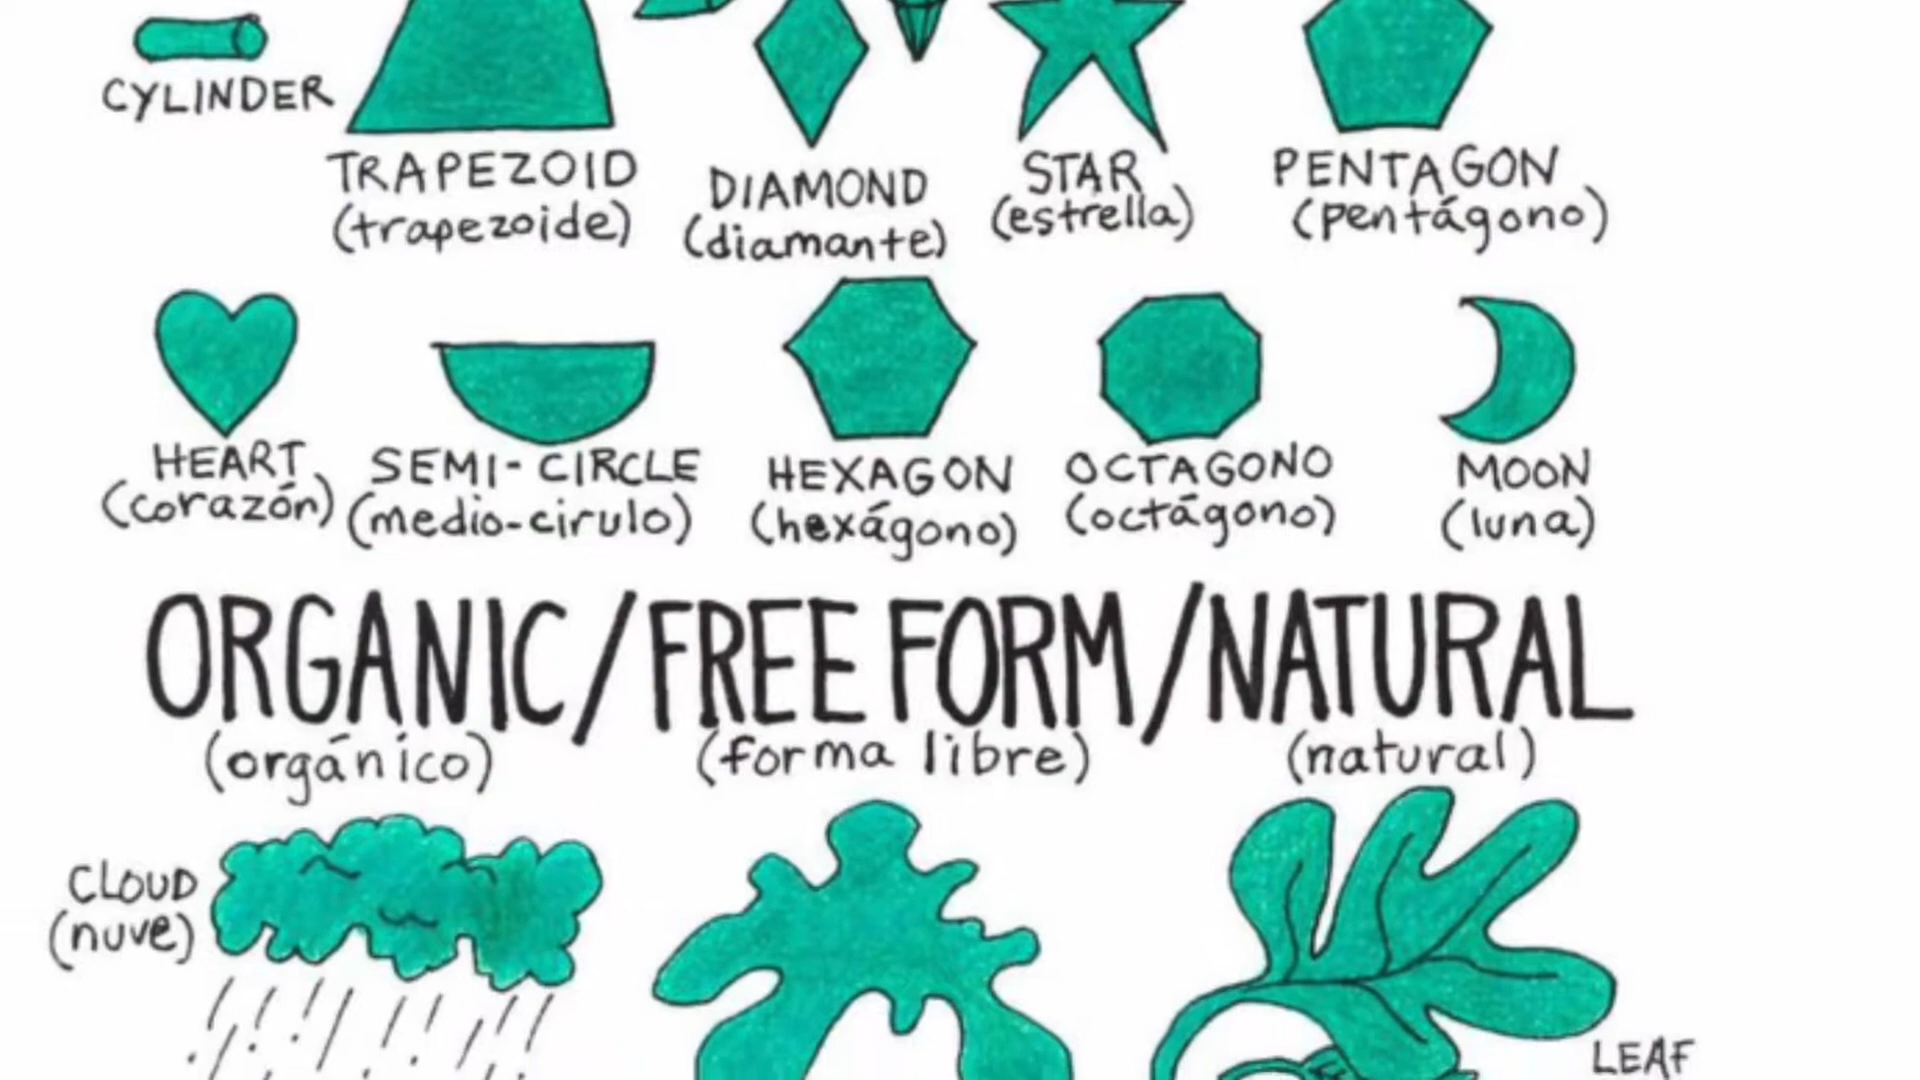 CYLINDER
TRAPEZOID
(trapezoide)
DIAMOND
(diamante)
STAR
(estrella)
PENTAGON
(pentágono)
HEART
(corazón)
SEMI-CIRCLE
(medio-cirulo)
HEXAGON
(hexágono)
OCTAGONO
(octágono)
MOON
(luna)
ORGANIC/FREE FORM/NATURAL
(orgánico) (forma libre) (natural)
CLOUD
(nuve)
LEAF